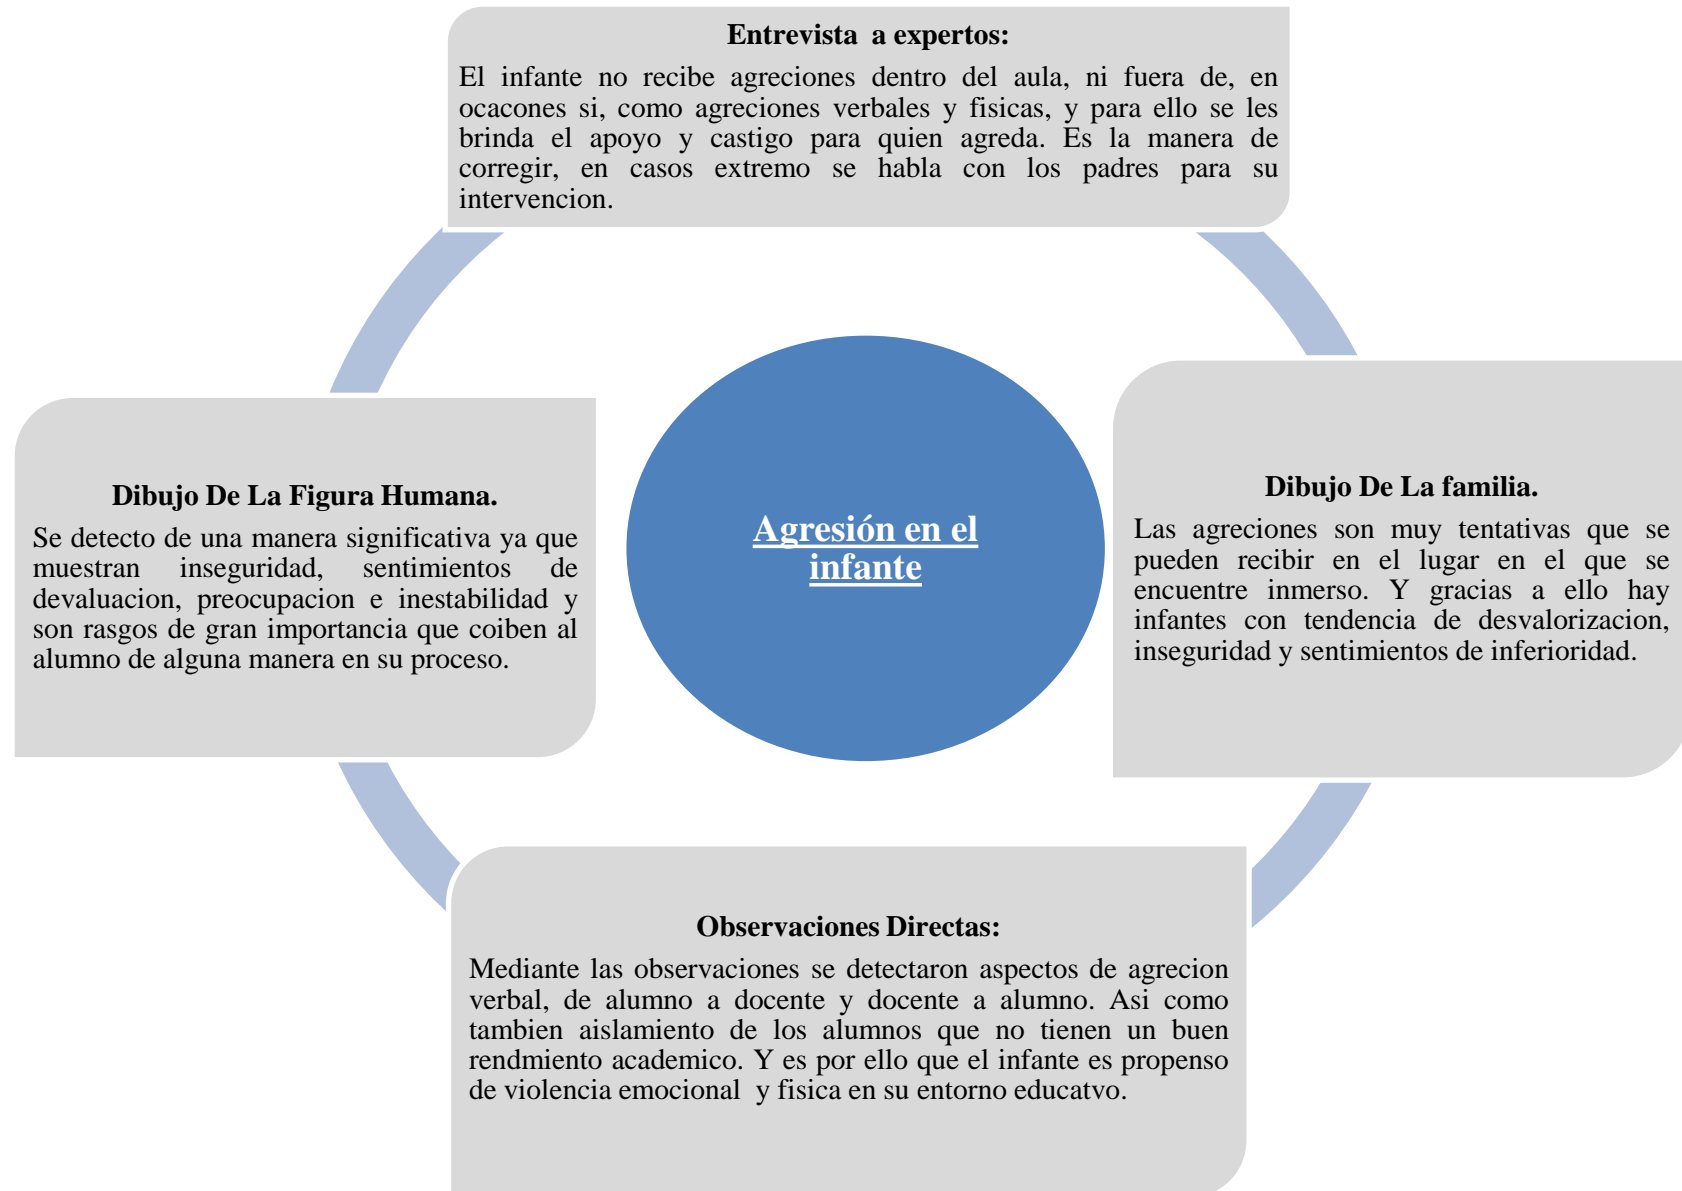 Entrevista a expertos:
El infante no recibe agreciones dentro del aula, ni fuera de, en
ocacones si, como agreciones verbales y fisicas, y para ello se les
brinda el apoyo y castigo para quien agreda. Es la manera de
corregir, en casos extremo se habla con los padres para su
intervencion.
Dibujo De La Figura Humana.
Se detecto de una manera significativa ya que
muestran inseguridad, sentimientos de
devaluacion, preocupacion e inestabilidad y
son rasgos de gran importancia que coiben al
alumno de alguna manera en su proceso.
Agresión en el
infante
Dibujo De La familia.
Las agreciones son muy tentativas que se
pueden recibir en el lugar en el que se
encuentre inmerso. Y gracias a ello hay
infantes con tendencia de desvalorizacion,
inseguridad y sentimientos de inferioridad.
Observaciones Directas:
Mediante las observaciones se detectaron aspectos de agrecion
verbal, de alumno a docente y docente a alumno. Asi como
tambien aislamiento de los alumnos que no tienen un buen
rendmiento academico. Y es por ello que el infante es propenso
de violencia emocional y fisica en su entorno educatvo.